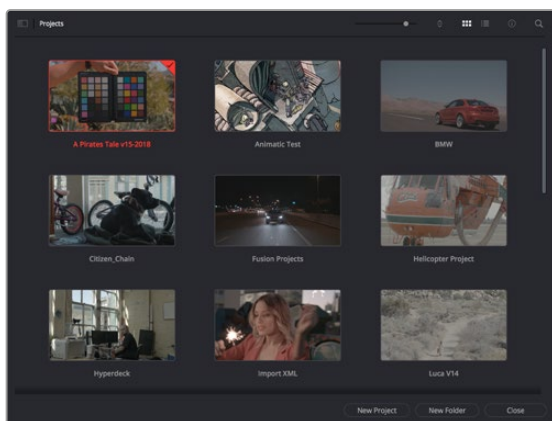 Projects
A Pirates Tale v15-2018
Animatic Test
BMW
Citizen_Chain
Fusion Projects
Helicopter Project
Hyperdeck
Import XML
Luca V14
New Project
New Folder
Close